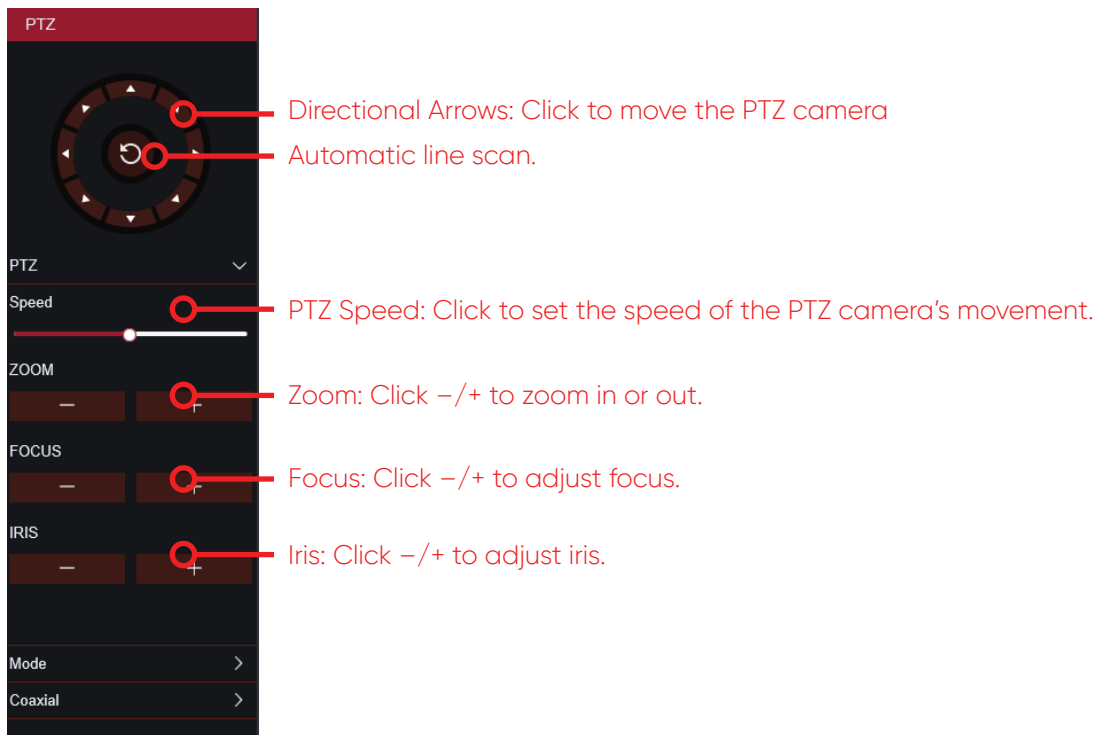 PTZ
Directional Arrows: Click to move the PTZ camera
Automatic line scan.
PTZ
Speed
PTZ Speed: Click to set the speed of the PTZ camera’s movement.
ZOOM
− +
Zoom: Click −/+ to zoom in or out.
FOCUS
− +
Focus: Click −/+ to adjust focus.
IRIS
− +
Iris: Click −/+ to adjust iris.
Mode
Coaxial